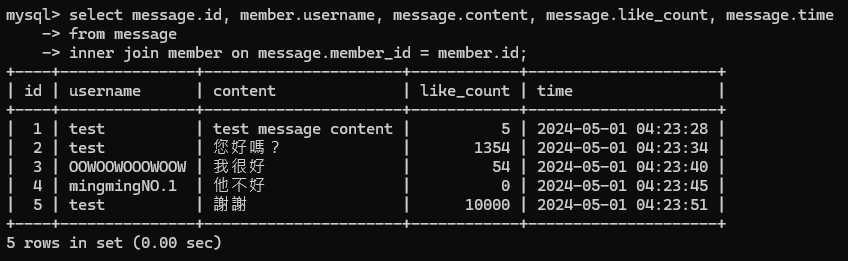 mysql> select message.id, member.username, message.content, message.like_count, message.time
    -> from message
    -> inner join member on message.member_id = member.id;
+----+---------------+----------------------+------------+---------------------+
| id | username      | content              | like_count | time                |
+----+---------------+----------------------+------------+---------------------+
|  1 | test          | test message content |          5 | 2024-05-01 04:23:28 |
|  2 | test          | 您好嗎？             |       1354 | 2024-05-01 04:23:34 |
|  3 | OOWOOWOOOWOOW | 我很好               |         54 | 2024-05-01 04:23:40 |
|  4 | mingmingNO.1  | 他不好               |          0 | 2024-05-01 04:23:45 |
|  5 | test          | 謝謝                 |      10000 | 2024-05-01 04:23:51 |
+----+---------------+----------------------+------------+---------------------+
5 rows in set (0.00 sec)